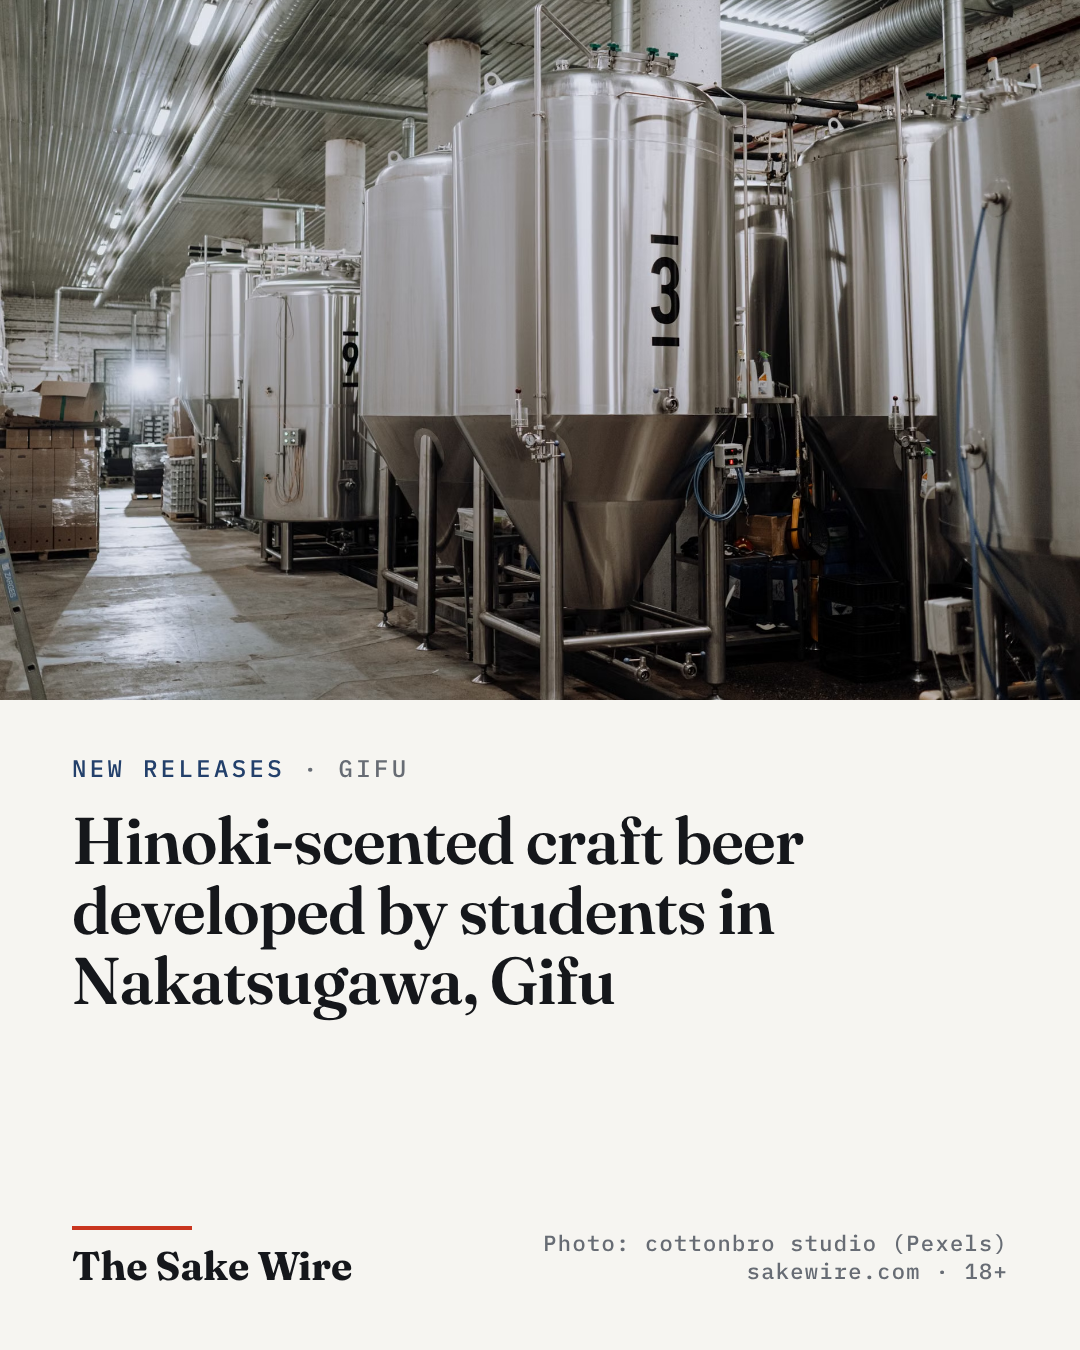 9
3
NEW RELEASES · GIFU
Hinoki-scented craft beer
developed by students in
Nakatsugawa, Gifu
The Sake Wire
Photo: cottonbro studio (Pexels)
sakewire.com · 18+